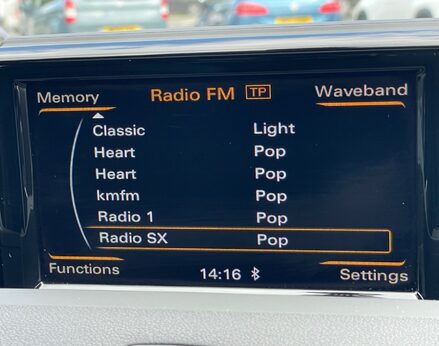 Memory Radio FM TP Waveband
Classic Light
Heart Pop
Heart Pop
kmfm Pop
Radio 1 Pop
Radio SX Pop
Functions 14:16 Settings